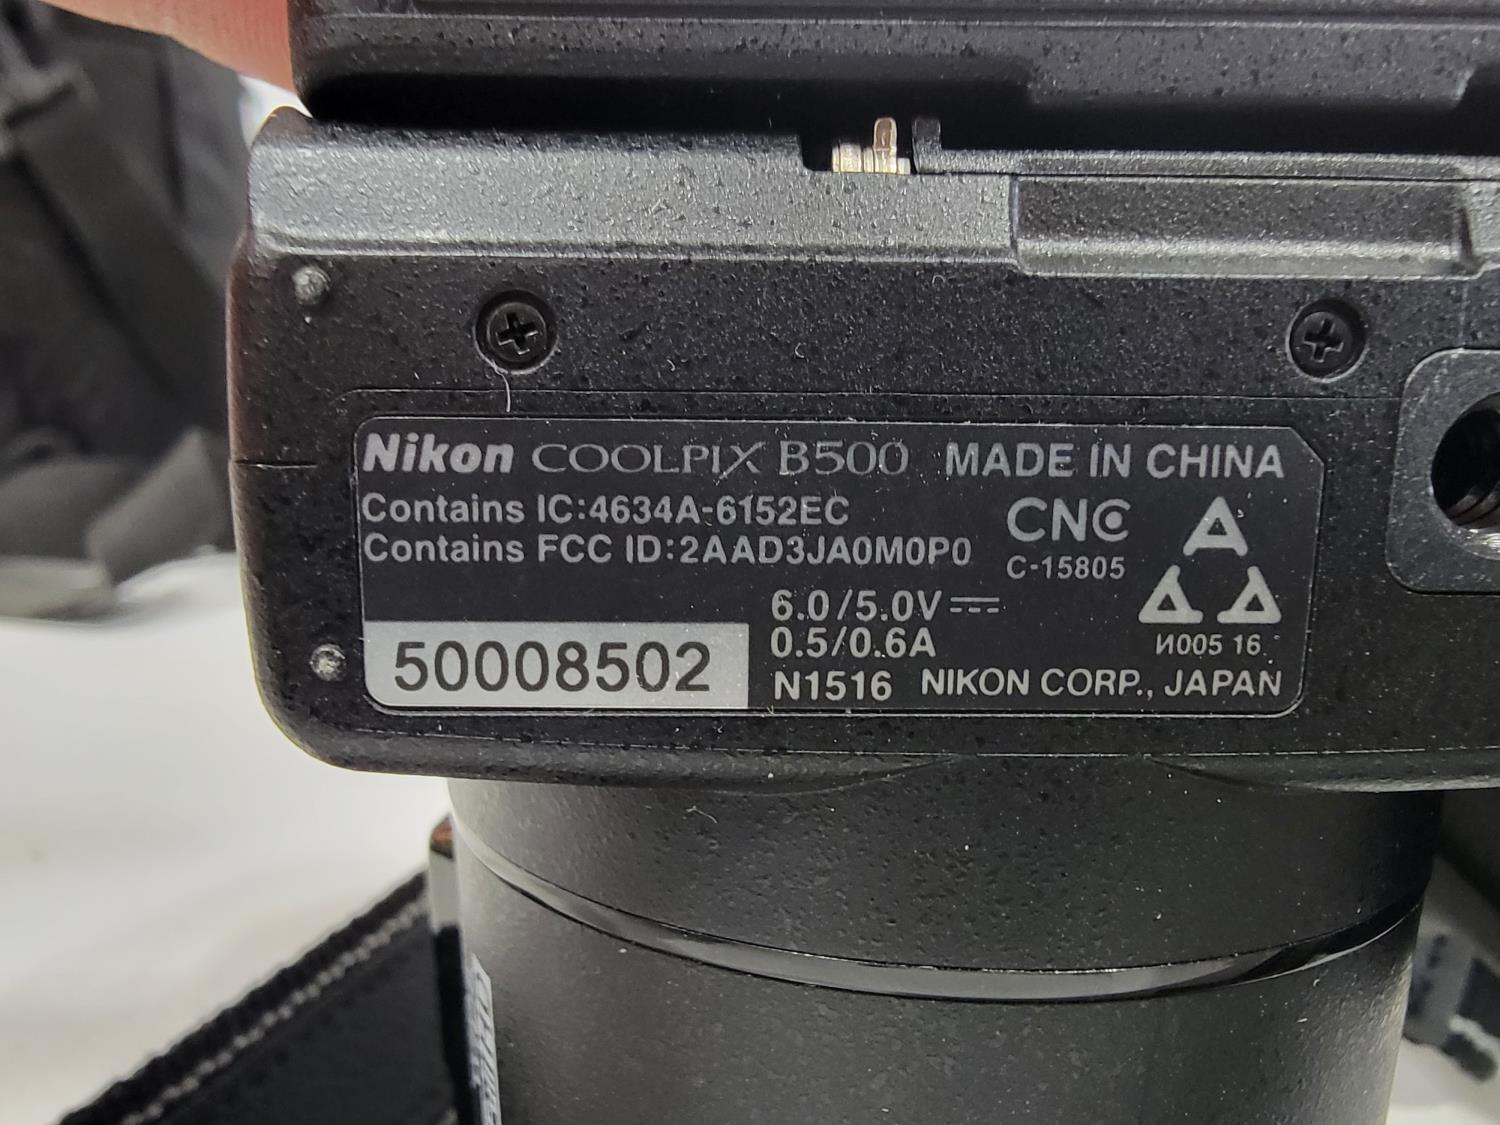 Nikon COOLPIX B500 MADE IN CHINA
Contains IC:4634A-6152EC
Contains FCC ID:2AAD3JA0M0P0
CNC
C-15805
6.0/5.0V
0.5/0.6A
И005 16
50008502
N1516 NIKON CORP., JAPAN